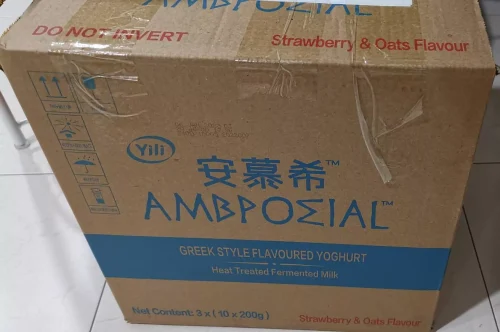 AMBPOΣIAL
DO NOT INVERT
Strawberry & Oats Flavour
Yili
安慕希™
AMBPOΣIAL™
GREEK STYLE FLAVOURED YOGHURT
Heat Treated Fermented Milk
Net Content: 3 x ( 10 x 200g )
Strawberry & Oats Flavour